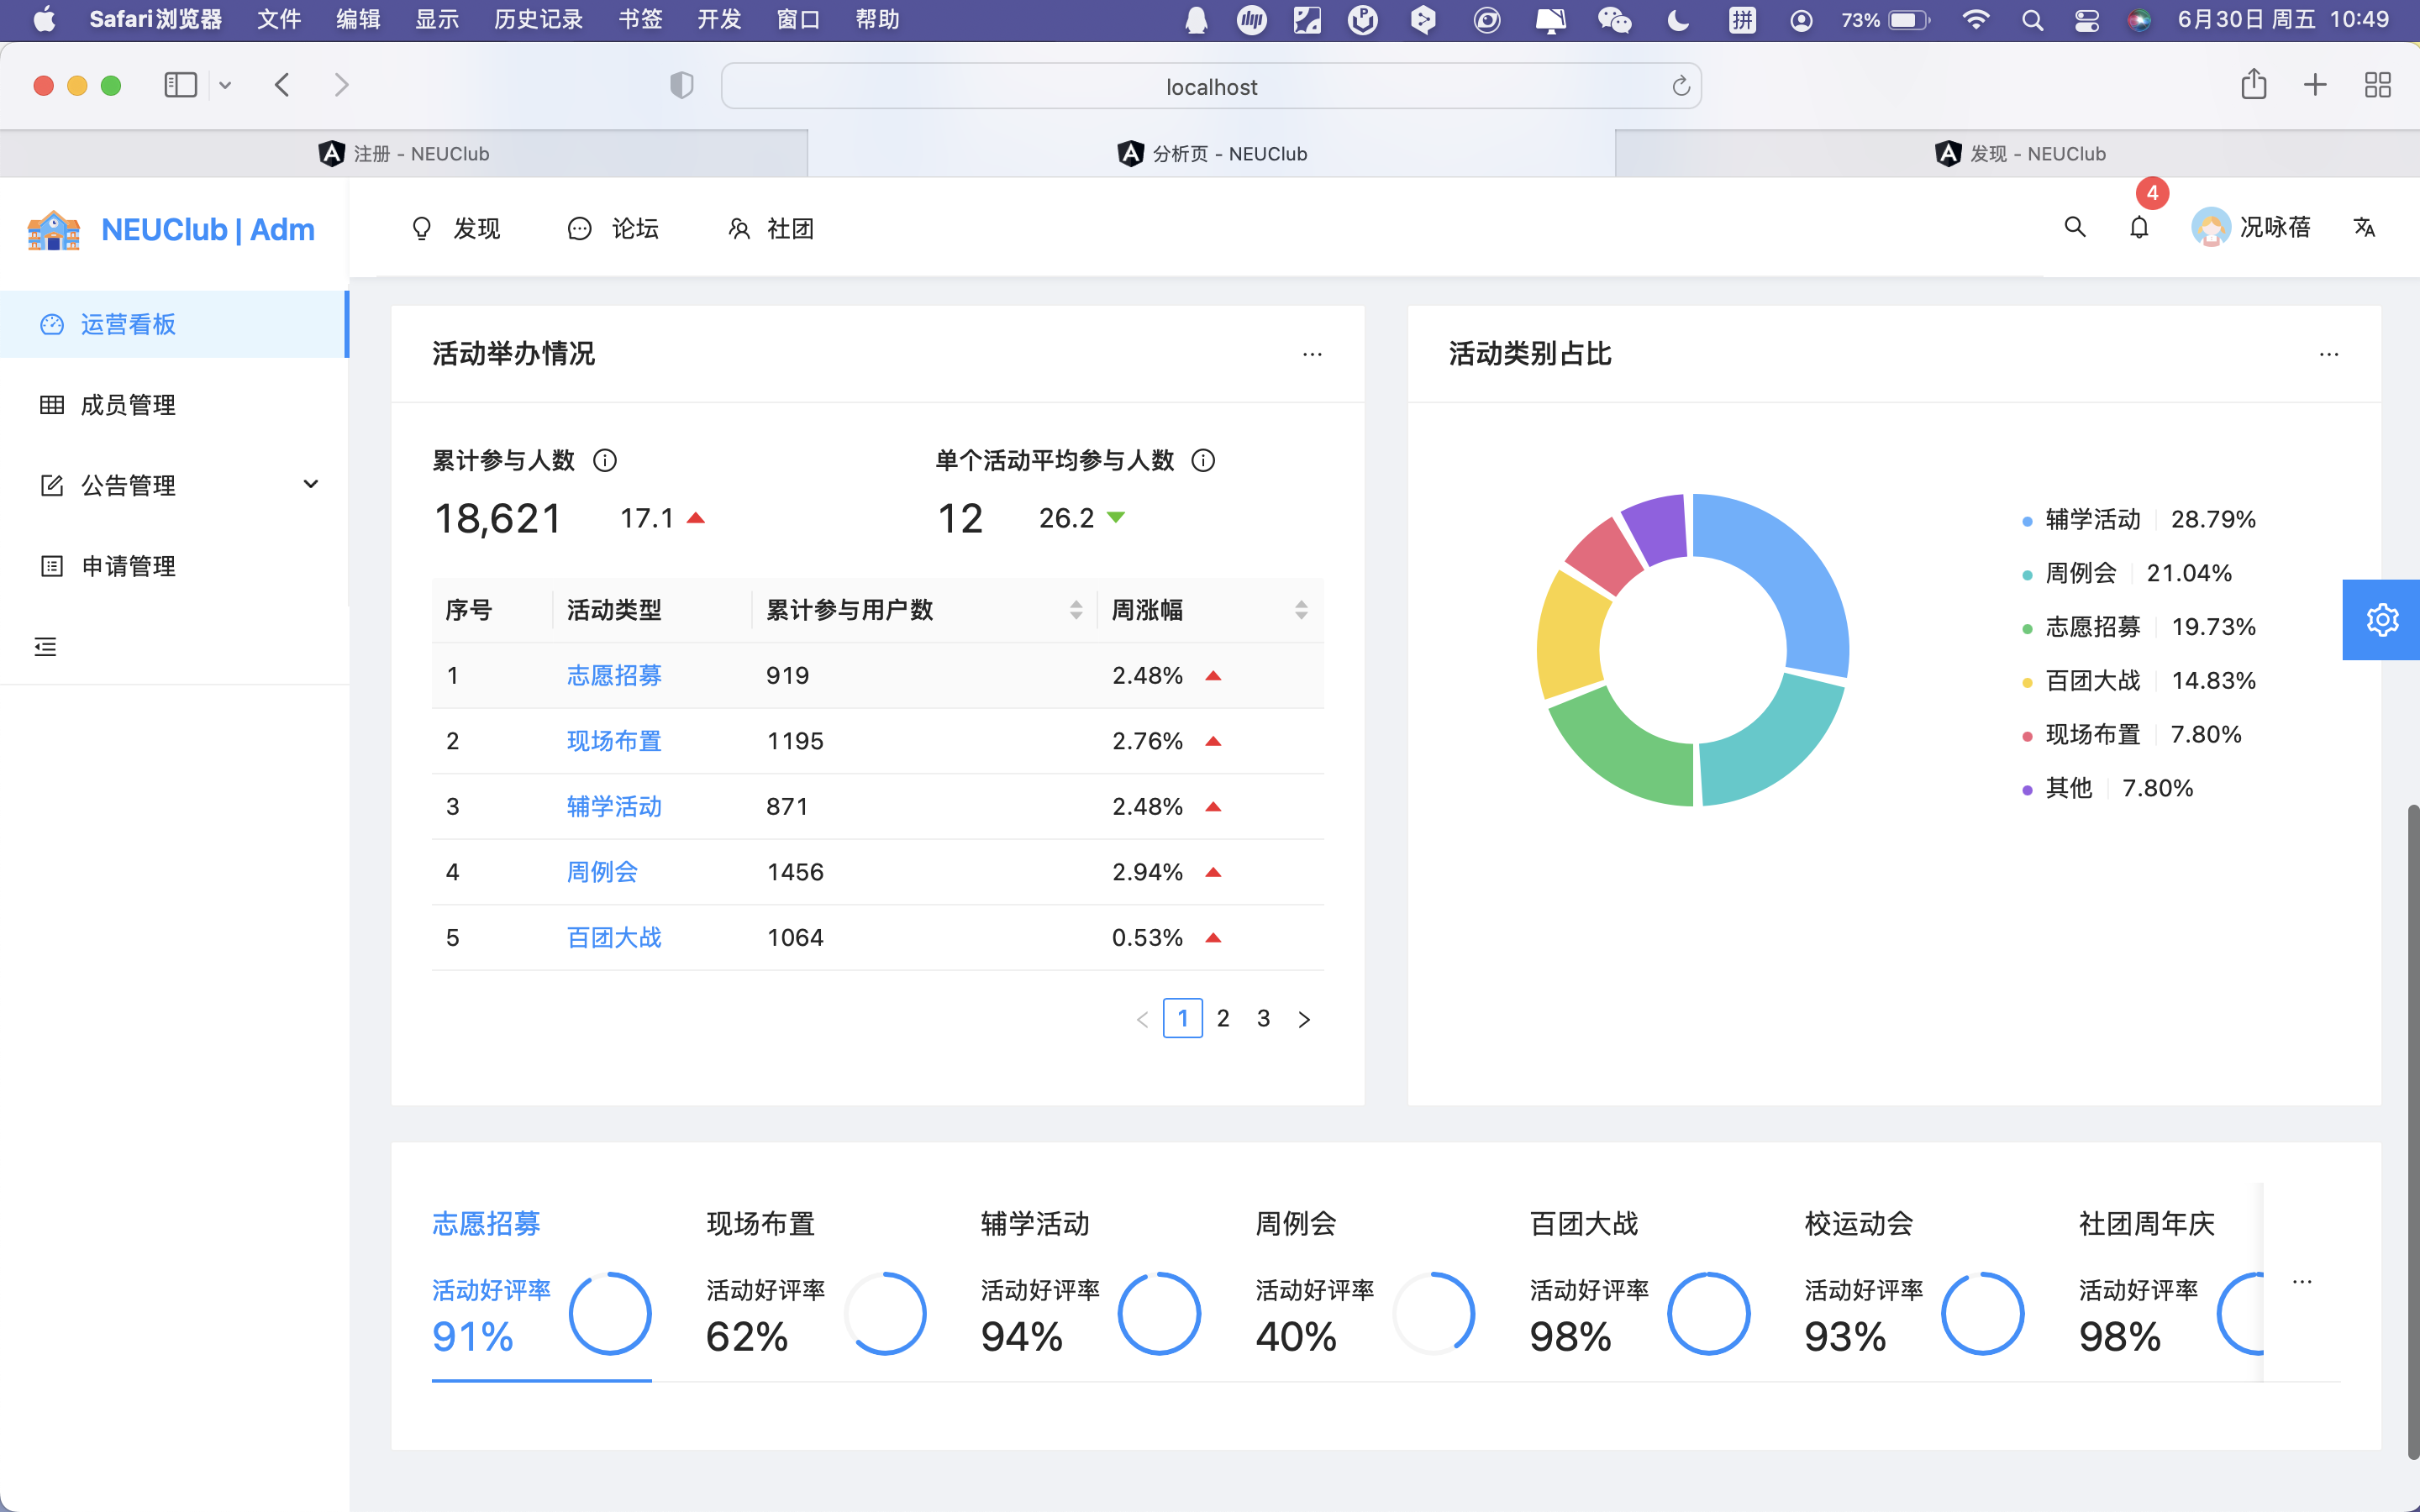 Safari浏览器 文件 编辑 显示 历史记录 书签 开发 窗口 帮助 拼 73% 6月30日 周五 10:49
localhost
注册 - NEUClub 分析页 - NEUClub 发现 - NEUClub
NEUClub | Adm 发现 论坛 社团 4 况咏蓓
运营看板
成员管理
公告管理
申请管理
活动举办情况 ...
累计参与人数 单个活动平均参与人数
18,621 17.1 12 26.2
序号 活动类型 累计参与用户数 周涨幅
1 志愿招募 919 2.48%
2 现场布置 1195 2.76%
3 辅学活动 871 2.48%
4 周例会 1456 2.94%
5 百团大战 1064 0.53%
< 1 2 3 >
活动类别占比 ...
辅学活动 28.79%
周例会 21.04%
志愿招募 19.73%
百团大战 14.83%
现场布置 7.80%
其他 7.80%
志愿招募 现场布置 辅学活动 周例会 百团大战 校运动会 社团周年庆
活动好评率 活动好评率 活动好评率 活动好评率 活动好评率 活动好评率 活动好评率 ...
91% 62% 94% 40% 98% 93% 98%